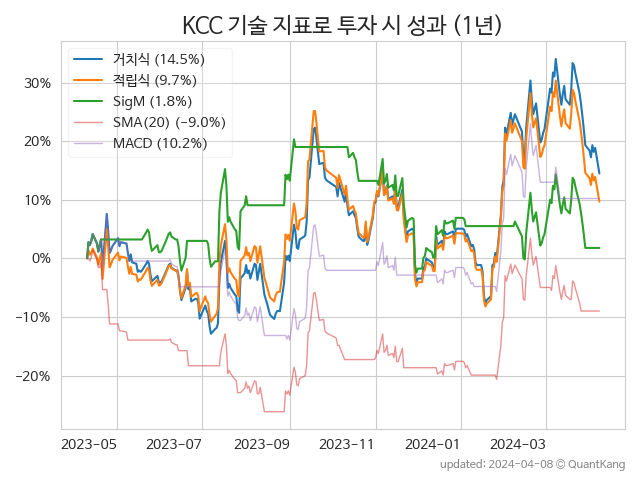 KCC 기술 지표로 투자 시 성과 (1년)
거치식 (14.5%)
적립식 (9.7%)
SigM (1.8%)
SMA(20) (−9.0%)
MACD (10.2%)
30%
20%
10%
0%
−10%
−20%
2023-05 2023-07 2023-09 2023-11 2024-01 2024-03
updated: 2024-04-08 © QuantKang